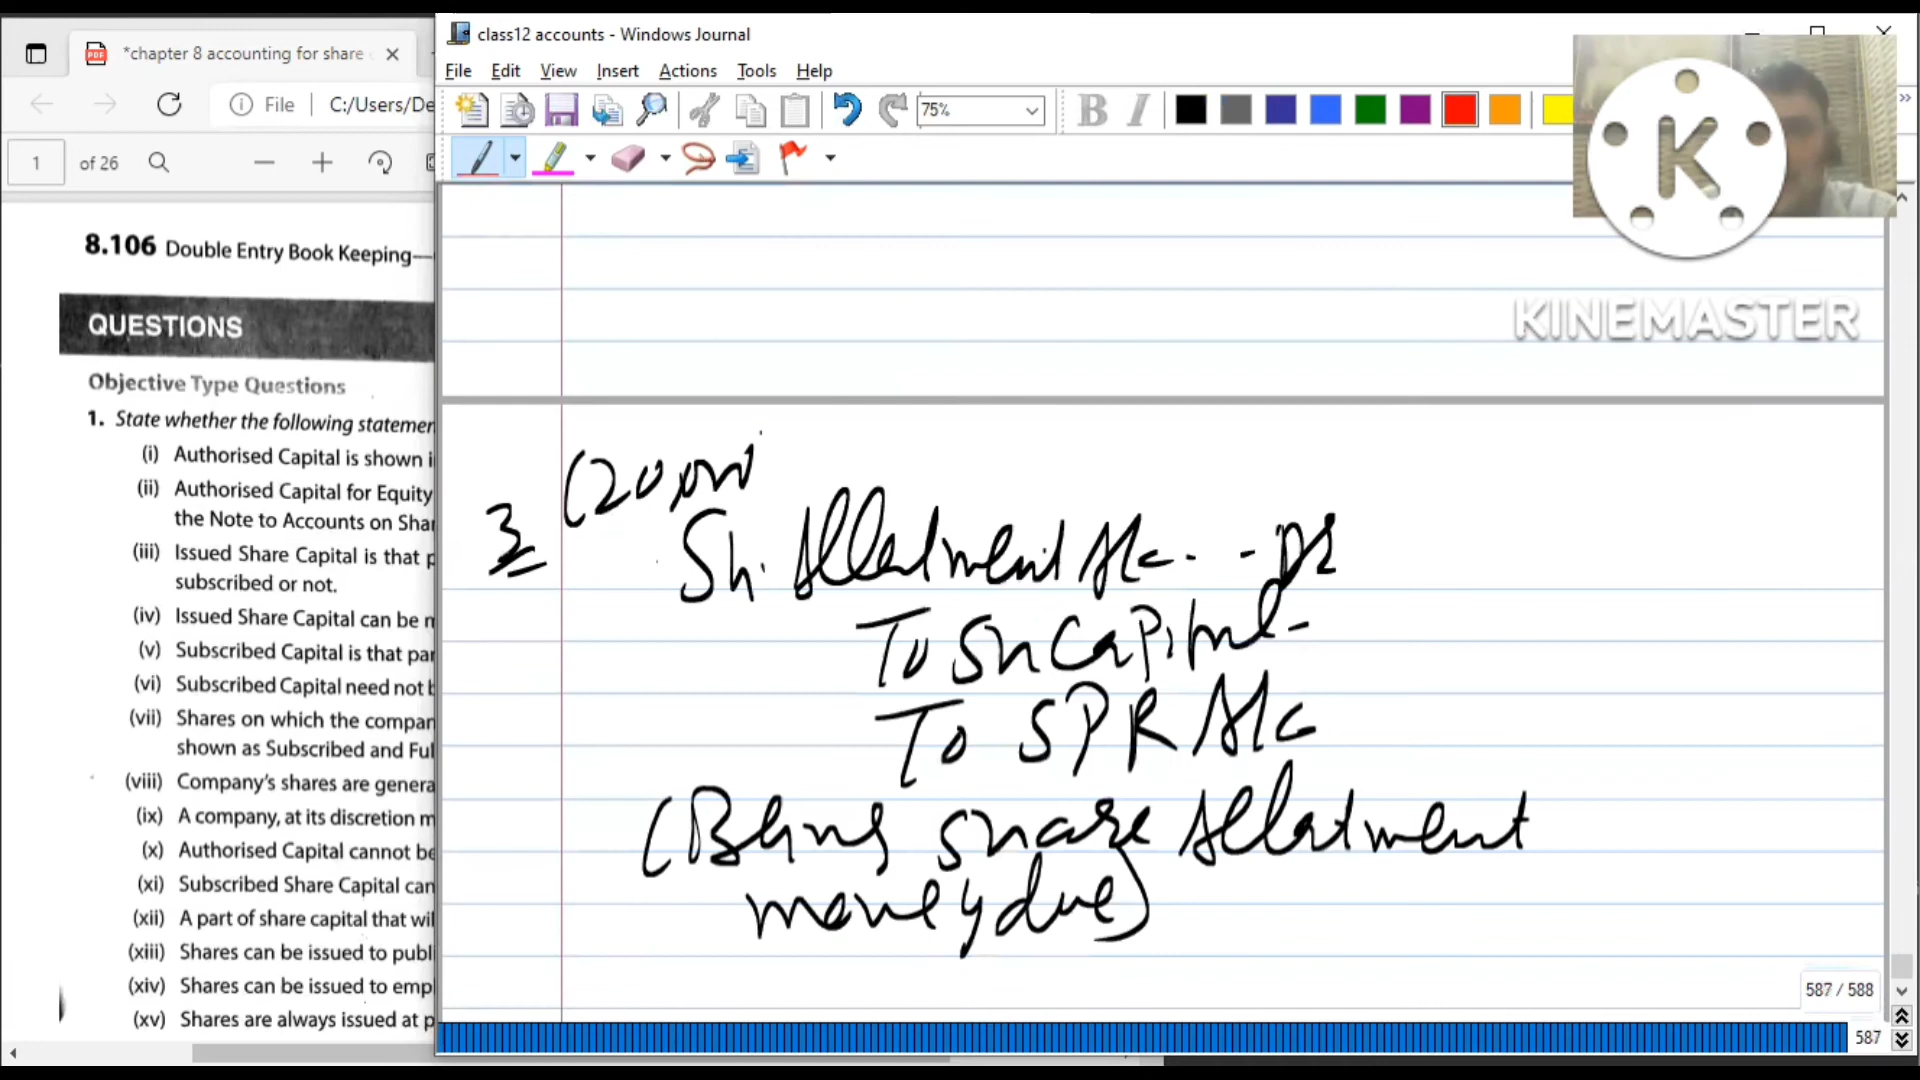 *chapter 8 accounting for share
File C:/Users/De
1 of 26
8.106 Double Entry Book Keeping—
QUESTIONS
Objective Type Questions
1. State whether the following statemen
(i) Authorised Capital is shown i
(ii) Authorised Capital for Equity
the Note to Accounts on Shar
(iii) Issued Share Capital is that p
subscribed or not.
(iv) Issued Share Capital can be m
(v) Subscribed Capital is that par
(vi) Subscribed Capital need not b
(vii) Shares on which the compan
shown as Subscribed and Ful
(viii) Company's shares are genera
(ix) A company, at its discretion m
(x) Authorised Capital cannot be
(xi) Subscribed Share Capital can
(xii) A part of share capital that wil
(xiii) Shares can be issued to publi
(xiv) Shares can be issued to emp
(xv) Shares are always issued at p
class12 accounts - Windows Journal
File Edit View Insert Actions Tools Help
75% B I
K
KINEMASTER
3
Sh. Allotment A/c - - Dr
To Sh Capital -
To SPR A/c
(Being share Allotment
money due)
587 / 588
587